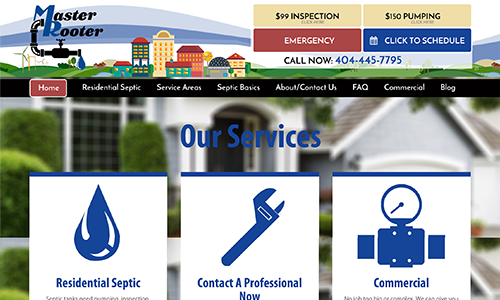 Master
Rooter
$99 INSPECTION
CLICK HERE
$150 PUMPING
CLICK HERE
EMERGENCY
CLICK TO SCHEDULE
CALL NOW: 404-445-7795
Home
Residential Septic
Service Areas
Septic Basics
About/Contact Us
FAQ
Commercial
Blog
Our Services
Residential Septic
Septic tanks need pumping, inspection
Contact A Professional
Now
Commercial
No job too big or complex. We can give you